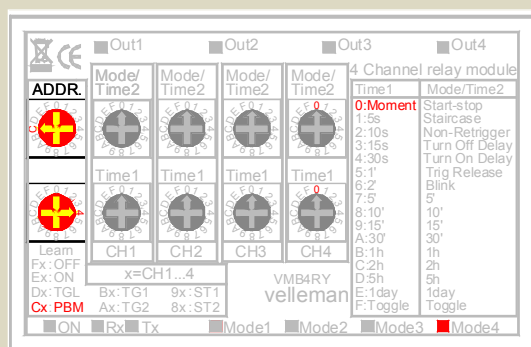 Out1 Out2 Out3 Out4
ADDR.
Mode/ Mode/ Mode/ Mode/
Time2 Time2 Time2 Time2
4 Channel relay module
Time1 Mode/Time2
0:Moment Start-stop
1:5s Staircase
2:10s Non-Retrigger
3:15s Turn Off Delay
4:30s Turn On Delay
5:1' Trig Release
6:2' Blink
7:5' 5'
8:10' 10'
9:15' 15'
A:30' 30'
B:1h 1h
C:2h 2h
D:5h 5h
E:1day 1day
F:Toggle Toggle
Time1 Time1 Time1 Time1
CH1 CH2 CH3 CH4
Learn
Fx:OFF
Ex:ON
Dx:TGL
Cx:PBM
x=CH1...4
Bx:TG1 9x:ST1
Ax:TG2 8x:ST2
VMB4RY
velleman
ON Rx Tx Mode1 Mode2 Mode3 Mode4